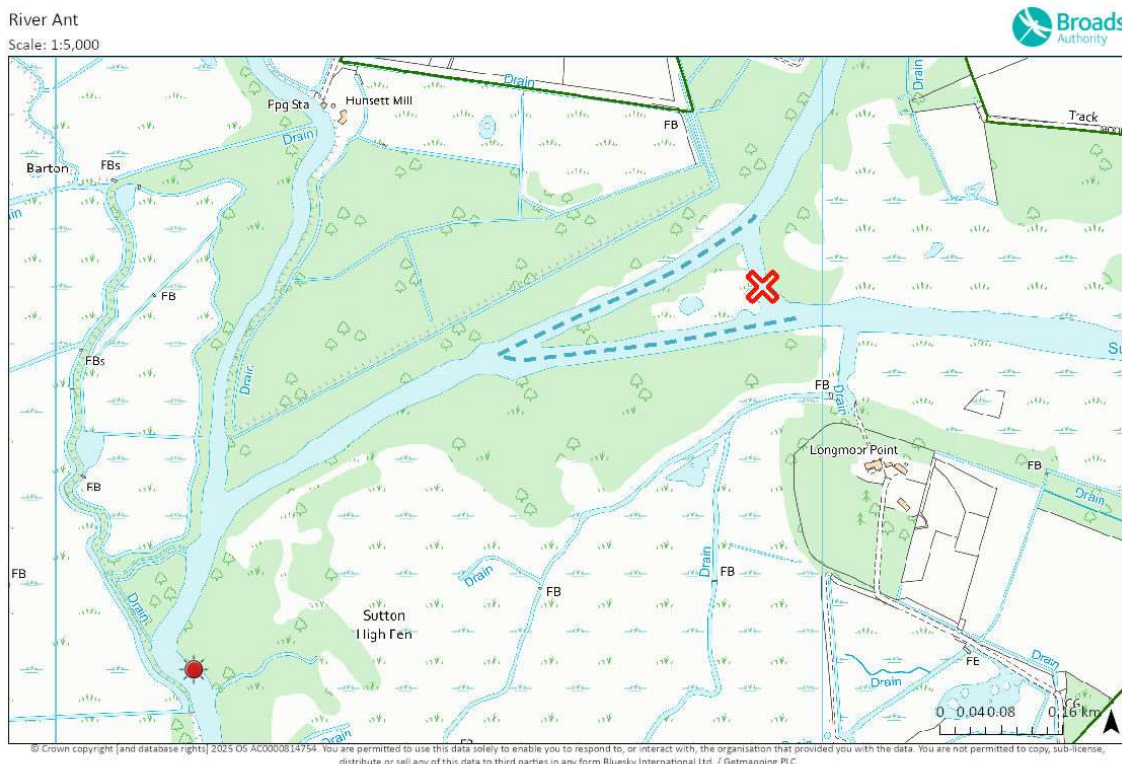 River Ant
Scale: 1:5,000
Broads
Authority
Drain
Drain
Fpg Sta
Hunsett Mill
FB
Track
Drain
Barton
FBs
FB
FBs
Drain
Su
FB
Drain
Longmoor Point
FB
FB
Drain
Drain
Drain
FB
FB
FB
Drain
Sutton
High Fen
FB
Drain
Drain
0 0.04 0.08 0.16 km
© Crown copyright [and database rights] 2025 OS AC0000814754. You are permitted to use this data solely to enable you to respond to, or interact with, the organisation that provided you with the data. You are not permitted to copy, sub-license,
distribute or sell any of this data to third parties in any form Bluesky International Ltd. / Getmapping PLC